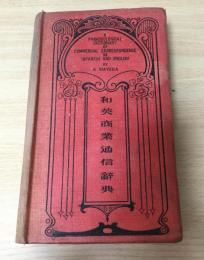 A
PHRASEOLOGICAL
DICTIONARY
OF
COMMERCIAL CORRESPONDENCE
IN
JAPANESE AND ENGLISH
BY
和英商業通信辭典